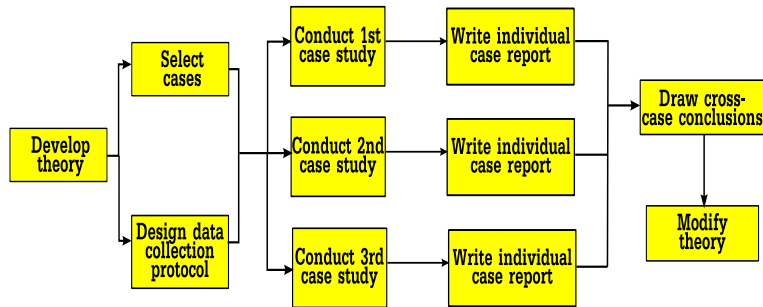 Develop
theory
Select
cases
Design data
collection
protocol
Conduct 1st
case study
Write individual
case report
Conduct 2nd
case study
Write individual
case report
Conduct 3rd
case study
Write individual
case report
Draw cross-
case conclusions
Modify
theory